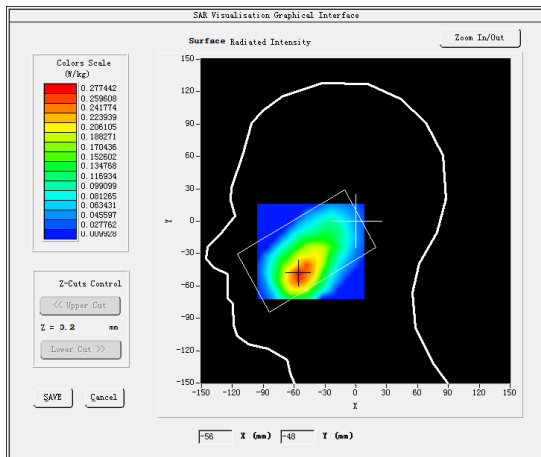 SAR Visualisation Graphical Interface
Surface Radiated Intensity
Zoom In/Out
Colors Scale
(W/kg)
0.277442
0.259608
0.241774
0.223939
0.206105
0.188271
0.170436
0.152602
0.134768
0.116934
0.099099
0.081265
0.063431
0.045597
0.027762
0.009928
150
120
90
60
30
0
-30
-60
-90
-120
-150
Y
-150 -120 -90 -60 -30 0 30 60 90 120 150
X
Z-Cuts Control
<< Upper Cut
Z = 0.2 mm
Lower Cut >>
SAVE Cancel
-56 X (mm) -48 Y (mm)